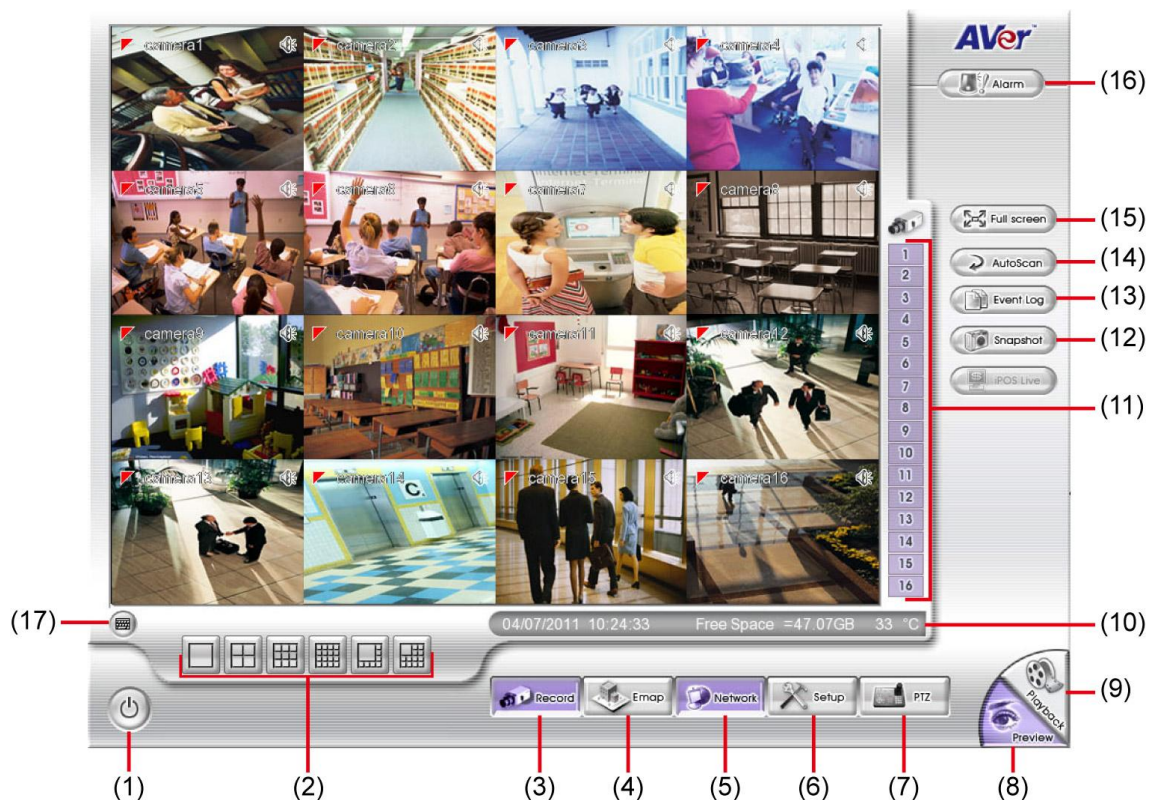 AVer™
camera1
camera2
camera3
camera4
Alarm
(16)
camera5
camera6
Internet-Terminal
camera7
camera8
Full screen
(15)
AutoScan
(14)
Event Log
(13)
Snapshot
(12)
iPOS Live
(11)
1
2
3
4
5
6
7
8
9
10
11
12
13
14
15
16
camera9
camera10
camera11
camera12
camera13
camera14
C.
camera15
camera16
(17)
04/07/2011 10:24:33 Free Space =47.07GB 33 °C
(10)
Record
Emap
Network
Setup
PTZ
Playback
(9)
Preview
(1)
(2)
(3)
(4)
(5)
(6)
(7)
(8)